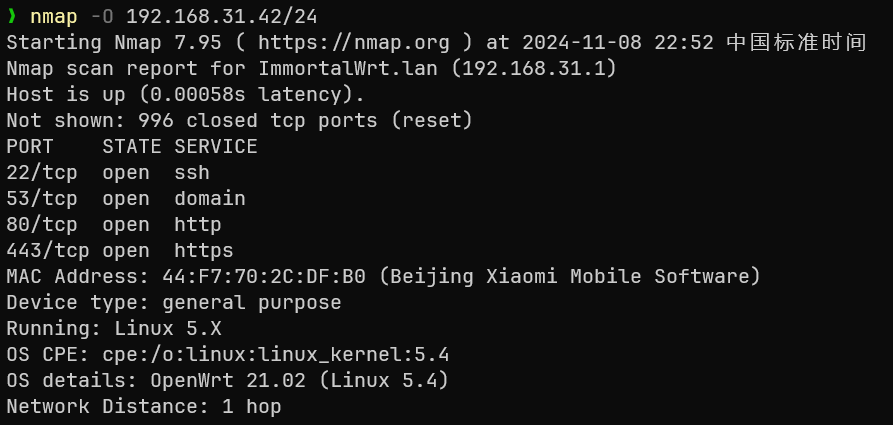 ❯ nmap -O 192.168.31.42/24
Starting Nmap 7.95 ( https://nmap.org ) at 2024-11-08 22:52 中国标准时间
Nmap scan report for ImmortalWrt.lan (192.168.31.1)
Host is up (0.00058s latency).
Not shown: 996 closed tcp ports (reset)
PORT    STATE SERVICE
22/tcp  open  ssh
53/tcp  open  domain
80/tcp  open  http
443/tcp open  https
MAC Address: 44:F7:70:2C:DF:B0 (Beijing Xiaomi Mobile Software)
Device type: general purpose
Running: Linux 5.X
OS CPE: cpe:/o:linux:linux_kernel:5.4
OS details: OpenWrt 21.02 (Linux 5.4)
Network Distance: 1 hop